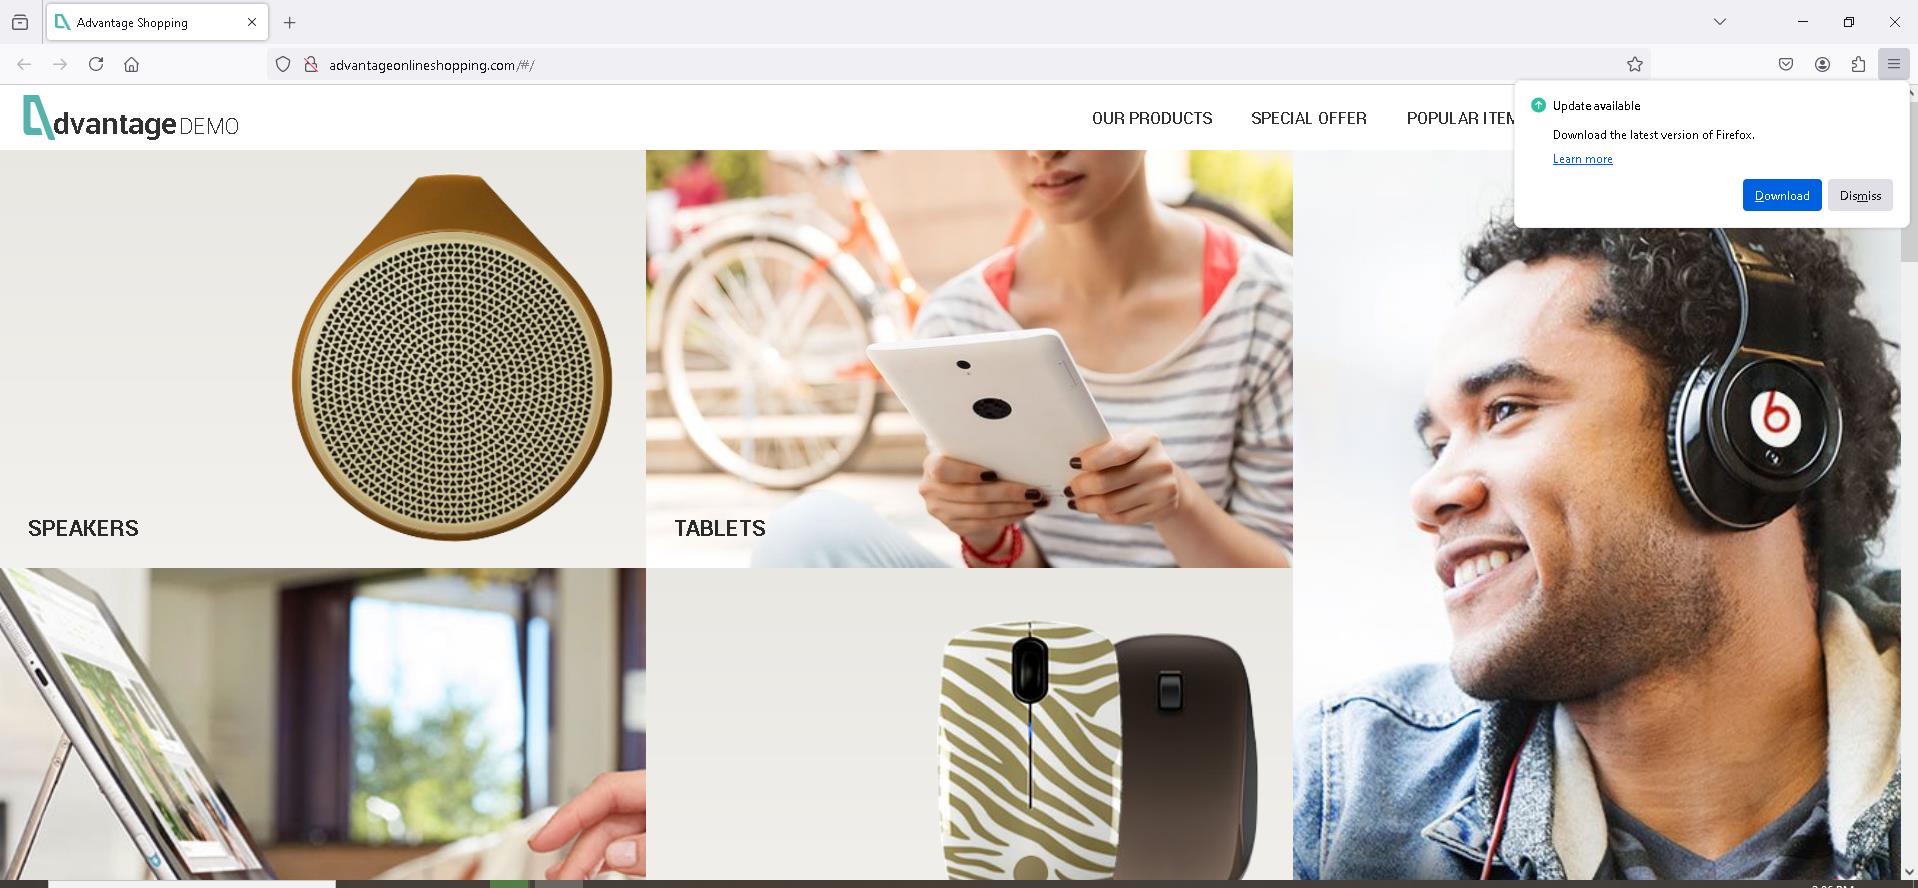 Advantage Shopping
advantageonlineshopping.com/#/
Update available
Download the latest version of Firefox.
Learn more
Download
Dismiss
dvantage DEMO
OUR PRODUCTS
SPECIAL OFFER
POPULAR ITEM
SPEAKERS
TABLETS
b